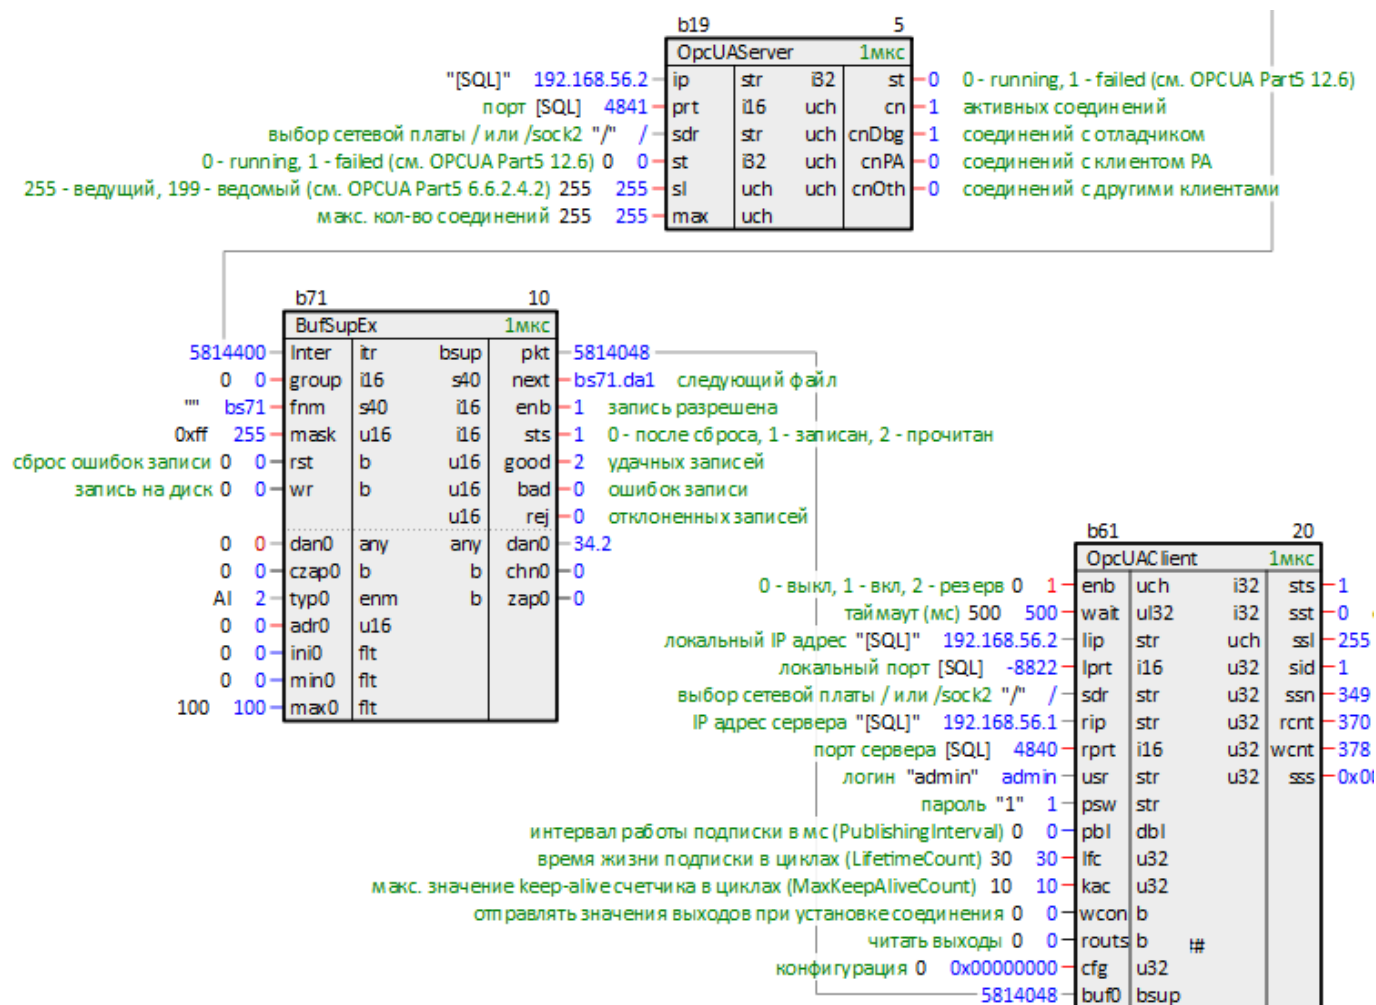 b19 5
OpcUAServer 1мкс
"[SQL]" 192.168.56.2 ip str i32 st 0 0 - running, 1 - failed (см. OPCUA Part5 12.6)
порт [SQL] 4841 prt i16 uch cn 1 активных соединений
выбор сетевой платы / или /sock2 "/" / sdr str uch cnDbg 1 соединений с отладчиком
0 - running, 1 - failed (см. OPCUA Part5 12.6) 0 0 st i32 uch cnPA 0 соединений с клиентом PA
255 - ведущий, 199 - ведомый (см. OPCUA Part5 6.6.2.4.2) 255 255 sl uch uch cnOth 0 соединений с другими клиентами
макс. кол-во соединений 255 255 max uch
b71 10
BufSupEx 1мкс
5814400 Inter itr bsup pkt 5814048
0 0 group i16 s40 next bs71.da1 следующий файл
"" bs71 fnm s40 i16 enb 1 запись разрешена
0xff 255 mask u16 i16 sts 1 0 - после сброса, 1 - записан, 2 - прочитан
сброс ошибок записи 0 0 rst b u16 good 2 удачных записей
запись на диск 0 0 wr b u16 bad 0 ошибок записи
u16 rej 0 отклоненных записей
0 0 dan0 any any dan0 34.2
0 0 czap0 b b chn0 0
AI 2 typ0 enm b zap0 0
0 0 adr0 u16
0 0 ini0 flt
0 0 min0 flt
100 100 max0 flt
b61 20
OpcUAClient 1мкс
0 - выкл, 1 - вкл, 2 - резерв 0 1 enb uch i32 sts 1
таймаут (мс) 500 500 wait ul32 i32 sst 0
локальный IP адрес "[SQL]" 192.168.56.2 lip str uch ssl 255
локальный порт [SQL] -8822 lprt i16 u32 sid 1
выбор сетевой платы / или /sock2 "/" / sdr str u32 ssn 349
IP адрес сервера "[SQL]" 192.168.56.1 rip str u32 rcnt 370
порт сервера [SQL] 4840 rprt i16 u32 wcnt 378
логин "admin" admin usr str u32 sss 0x00
пароль "1" 1 psw str
интервал работы подписки в мс (PublishingInterval) 0 0 pbl dbl
время жизни подписки в циклах (LifetimeCount) 30 30 lfc u32
макс. значение keep-alive счетчика в циклах (MaxKeepAliveCount) 10 10 kac u32
отправлять значения выходов при установке соединения 0 0 wcon b
читать выходы 0 0 routs b !#
конфигурация 0 0x00000000 cfg u32
5814048 buf0 bsup